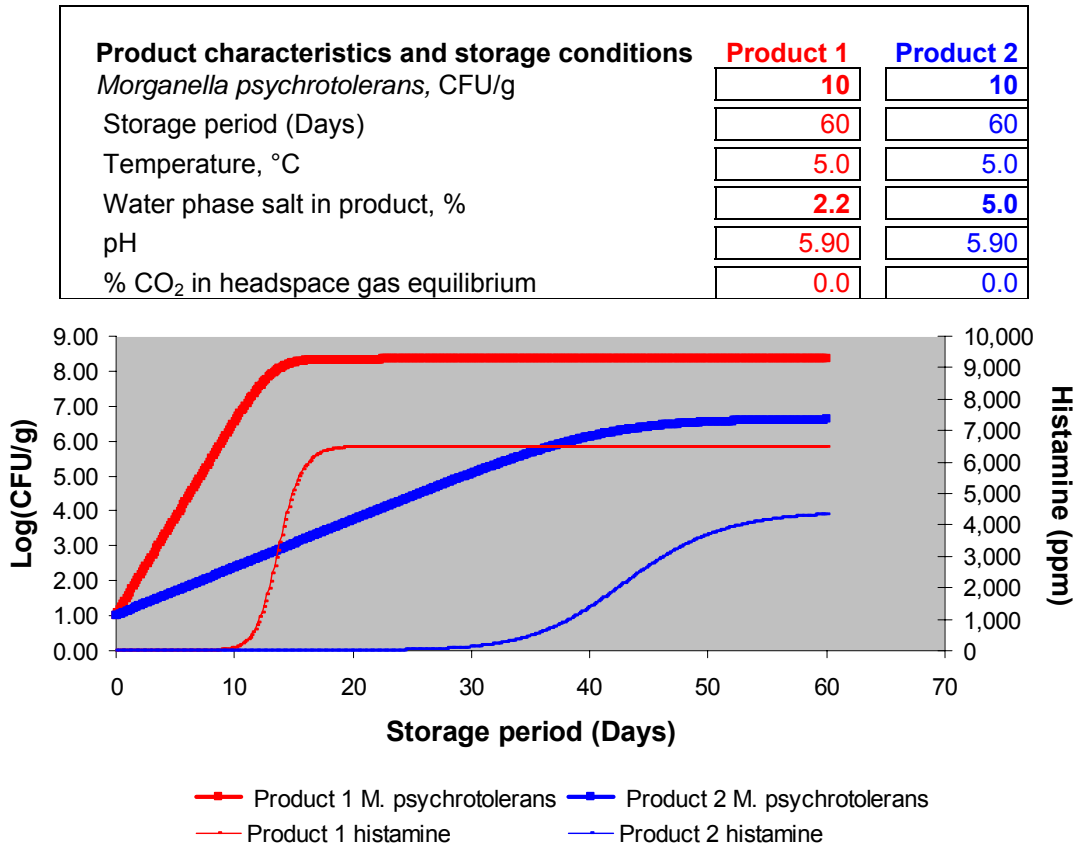 Product characteristics and storage conditions Product 1 Product 2
Morganella psychrotolerans, CFU/g 10 10
Storage period (Days) 60 60
Temperature, °C 5.0 5.0
Water phase salt in product, % 2.2 5.0
pH 5.90 5.90
% CO₂ in headspace gas equilibrium 0.0 0.0
9.00 10,000
8.00 9,000
7.00 8,000
6.00 7,000
5.00 6,000
4.00 5,000
3.00 4,000
2.00 3,000
1.00 2,000
0.00 1,000
0
Log(CFU/g)
Histamine (ppm)
0 10 20 30 40 50 60 70
Storage period (Days)
Product 1 M. psychrotolerans Product 2 M. psychrotolerans
Product 1 histamine Product 2 histamine